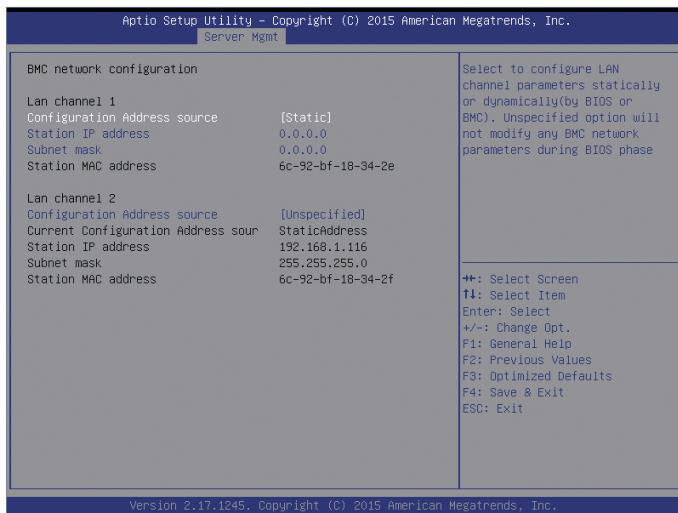 Aptio Setup Utility – Copyright (C) 2015 American Megatrends, Inc.
Server Mgmt
BMC network configuration
Lan channel 1
Configuration Address source [Static]
Station IP address 0.0.0.0
Subnet mask 0.0.0.0
Station MAC address 6c-92-bf-18-34-2e
Lan channel 2
Configuration Address source [Unspecified]
Current Configuration Address sour StaticAddress
Station IP address 192.168.1.116
Subnet mask 255.255.255.0
Station MAC address 6c-92-bf-18-34-2f
Select to configure LAN
channel parameters statically
or dynamically(by BIOS or
BMC). Unspecified option will
not modify any BMC network
parameters during BIOS phase
→←: Select Screen
↑↓: Select Item
Enter: Select
+/-: Change Opt.
F1: General Help
F2: Previous Values
F3: Optimized Defaults
F4: Save & Exit
ESC: Exit
Version 2.17.1245. Copyright (C) 2015 American Megatrends, Inc.